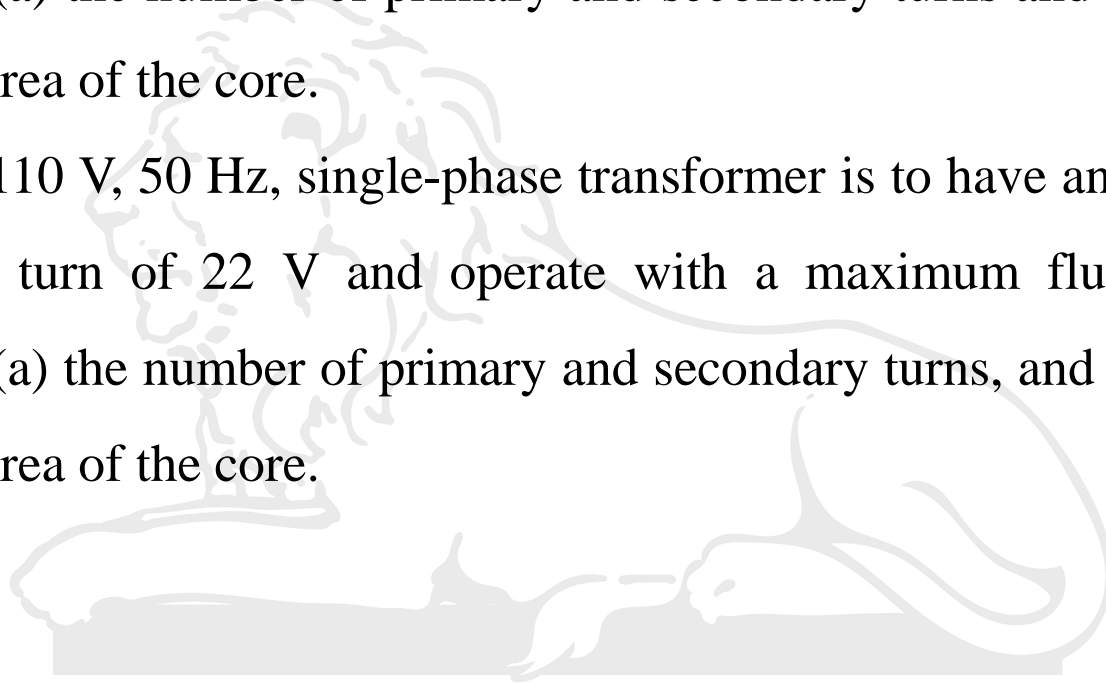 (a) the number of primary and secondary turns and
rea of the core.
110 V, 50 Hz, single-phase transformer is to have an
turn of 22 V and operate with a maximum flu
(a) the number of primary and secondary turns, and
rea of the core.